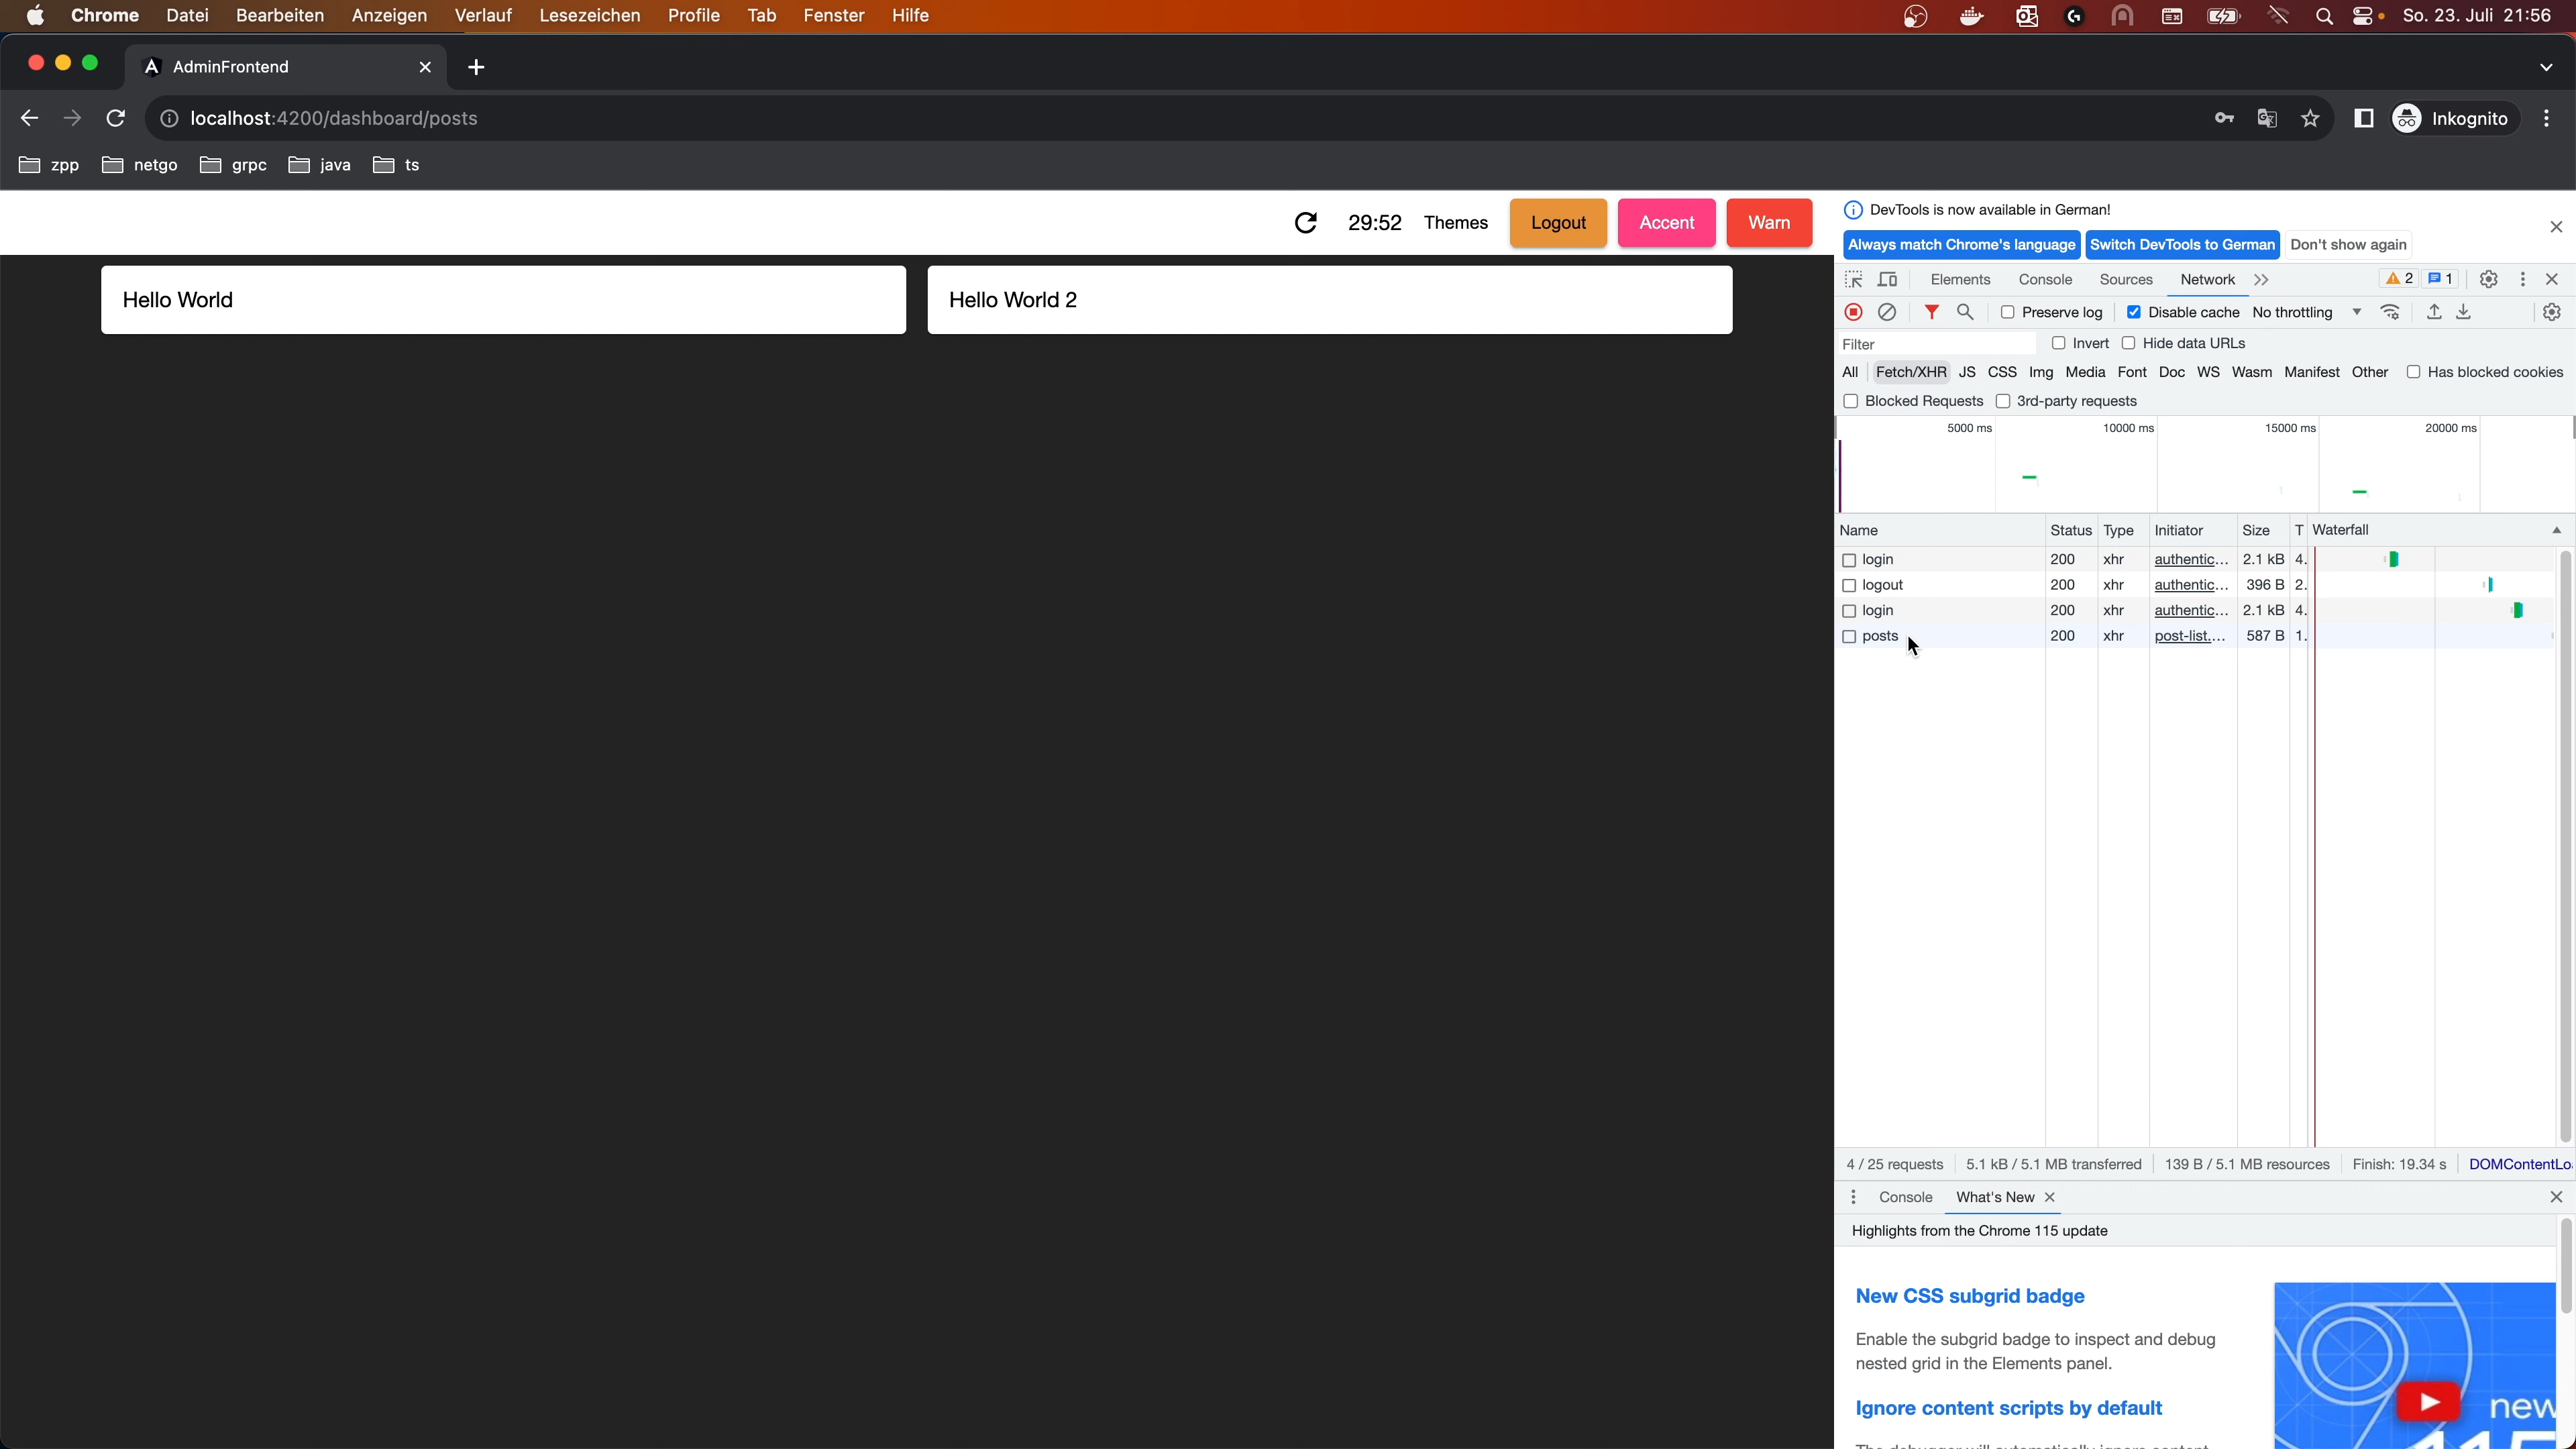 Chrome Datei Bearbeiten Anzeigen Verlauf Lesezeichen Profile Tab Fenster Hilfe So. 23. Juli 21:56
AdminFrontend
localhost:4200/dashboard/posts Inkognito
zpp netgo grpc java ts
29:52 Themes Logout Accent Warn
Hello World
Hello World 2
DevTools is now available in German!
Always match Chrome's language Switch DevTools to German Don't show again
Elements Console Sources Network 2 1
Preserve log Disable cache No throttling
Filter Invert Hide data URLs
All Fetch/XHR JS CSS Img Media Font Doc WS Wasm Manifest Other Has blocked cookies
Blocked Requests 3rd-party requests
5000 ms 10000 ms 15000 ms 20000 ms
Name Status Type Initiator Size T Waterfall
login 200 xhr authentic... 2.1 kB 4.
logout 200 xhr authentic... 396 B 2.
login 200 xhr authentic... 2.1 kB 4.
posts 200 xhr post-list.... 587 B 1.
4 / 25 requests 5.1 kB / 5.1 MB transferred 139 B / 5.1 MB resources Finish: 19.34 s DOMContentLo
Console What's New
Highlights from the Chrome 115 update
New CSS subgrid badge
Enable the subgrid badge to inspect and debug
nested grid in the Elements panel.
Ignore content scripts by default
new